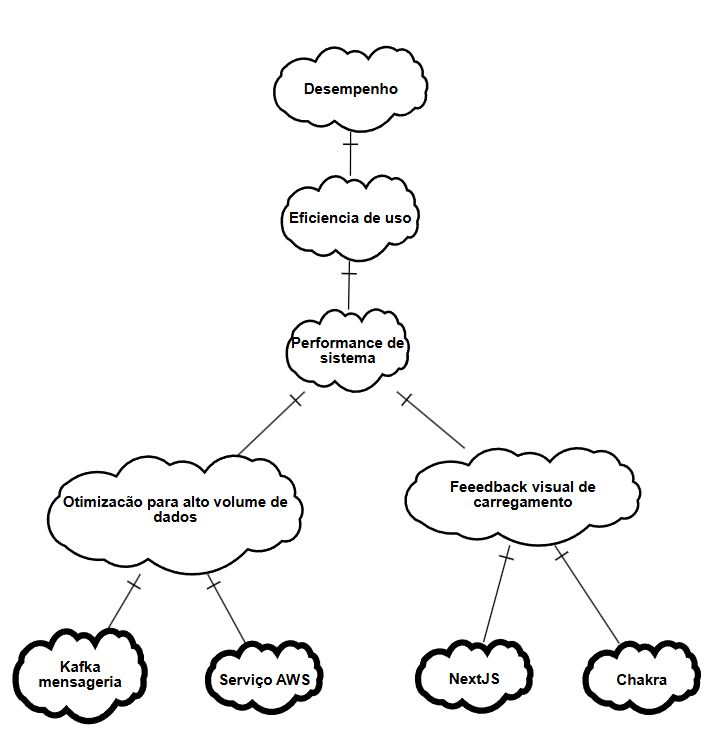 Desempenho
Eficiencia de uso
Performance de
sistema
Otimizacão para alto volume de
dados
Feeedback visual de
carregamento
Kafka
mensageria
Serviço AWS
NextJS
Chakra